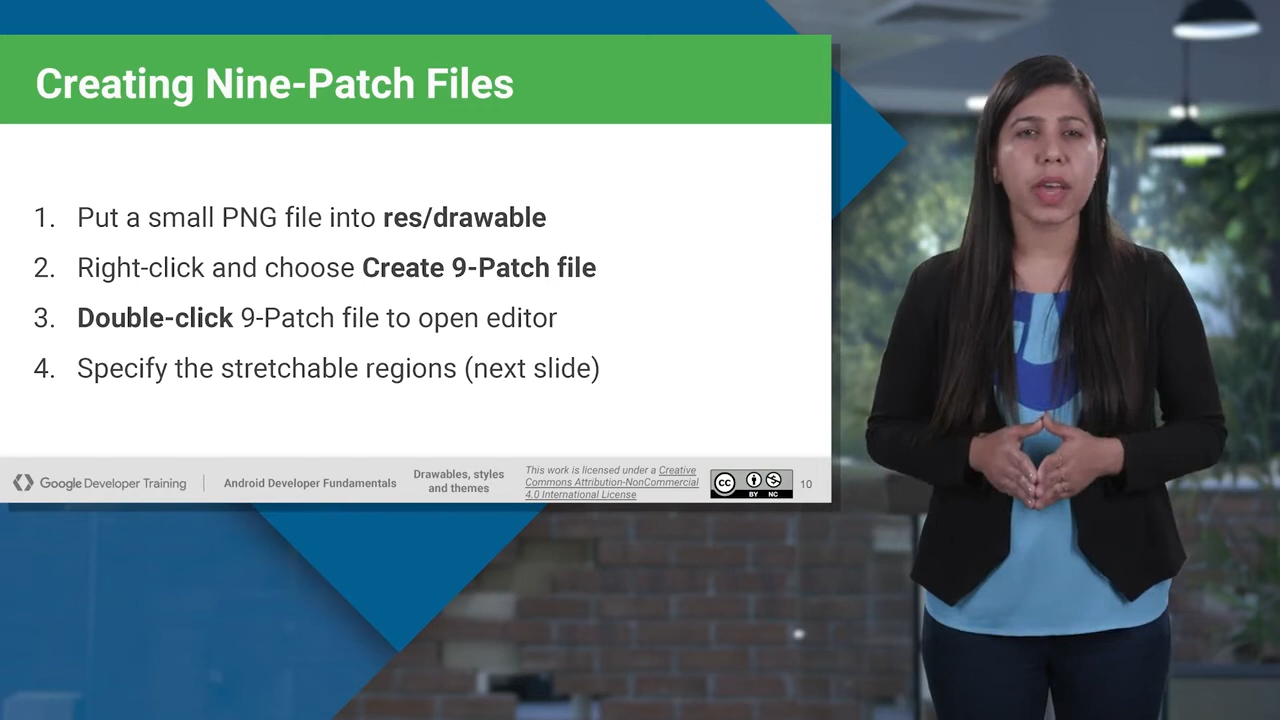 Creating Nine-Patch Files
1. Put a small PNG file into res/drawable
2. Right-click and choose Create 9-Patch file
3. Double-click 9-Patch file to open editor
4. Specify the stretchable regions (next slide)
Google Developer Training
Android Developer Fundamentals
Drawables, styles
and themes
This work is licensed under a Creative
Commons Attribution-NonCommercial
4.0 International License
cc
BY NC
10